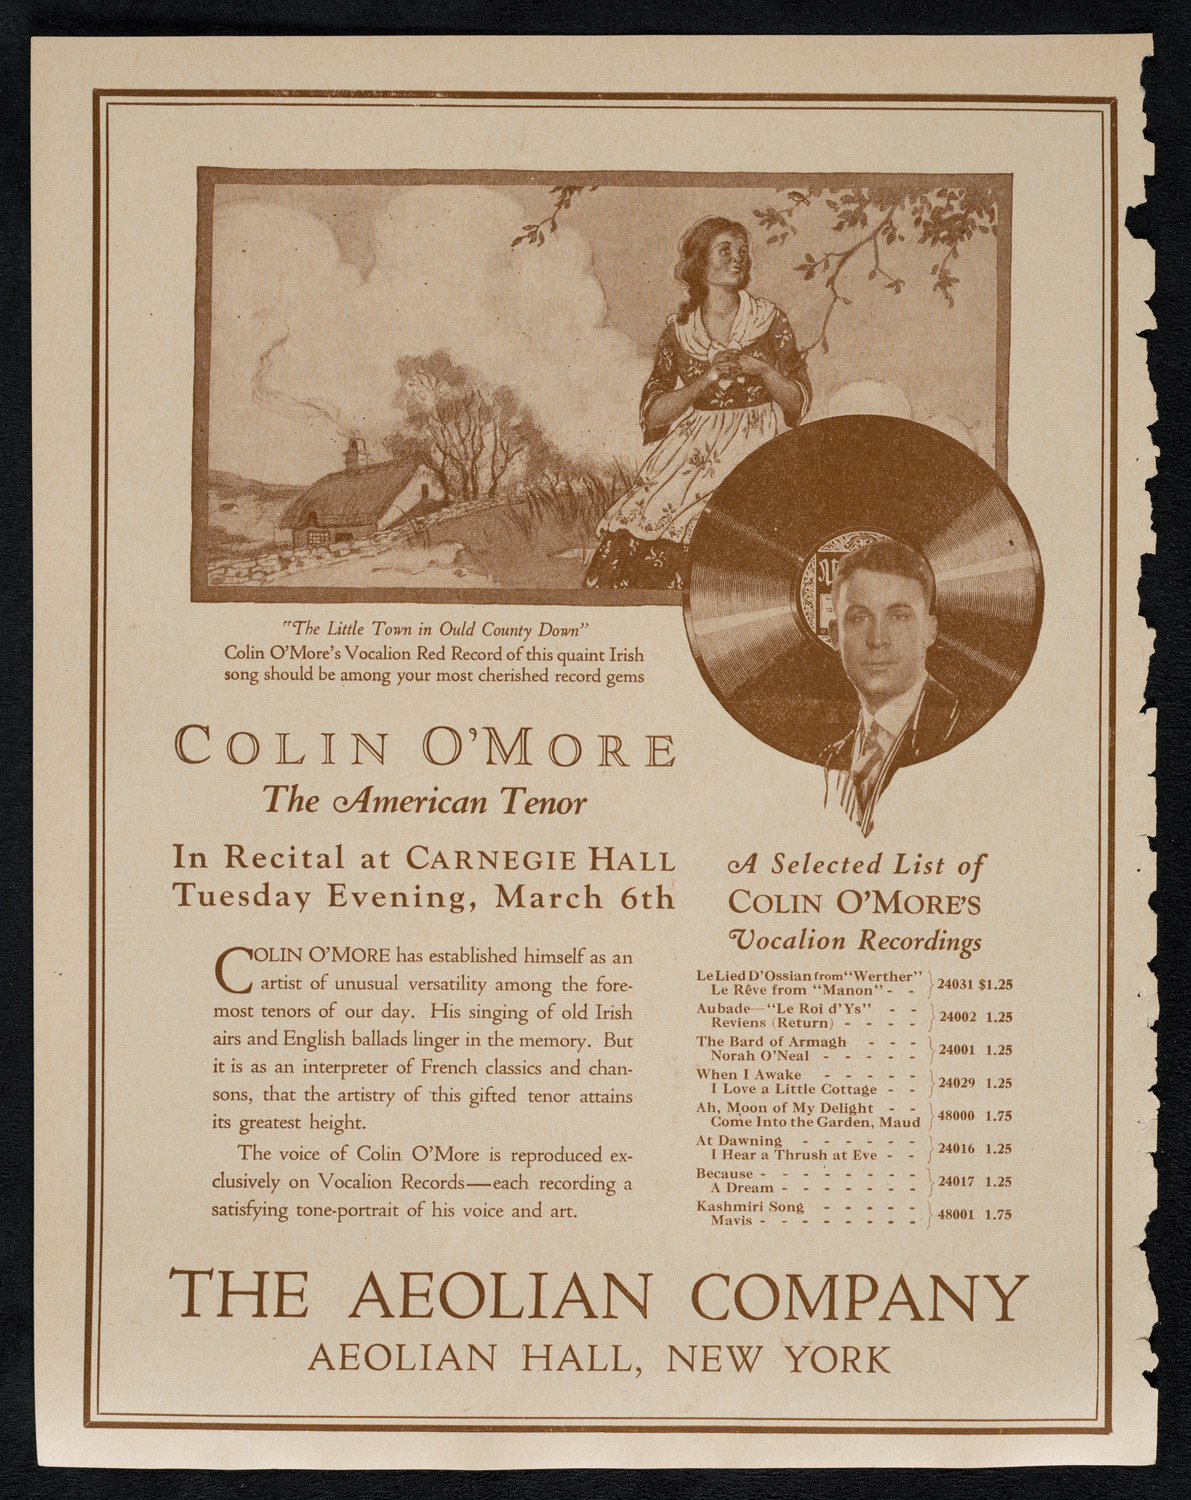 "The Little Town in Ould County Down"
Colin O'More's Vocalion Red Record of this quaint Irish
song should be among your most cherished record gems
COLIN O'MORE
The American Tenor
In Recital at CARNEGIE HALL
Tuesday Evening, March 6th
COLIN O'MORE has established himself as an
artist of unusual versatility among the fore-
most tenors of our day. His singing of old Irish
airs and English ballads linger in the memory. But
it is as an interpreter of French classics and chan-
sons, that the artistry of this gifted tenor attains
its greatest height.
The voice of Colin O'More is reproduced ex-
clusively on Vocalion Records—each recording a
satisfying tone-portrait of his voice and art.
A Selected List of
COLIN O'MORE'S
Vocalion Recordings
Le Lied D'Ossian from "Werther"
Le Rêve from "Manon" - - } 24031 $1.25
Aubade—"Le Roi d'Ys" - -
Reviens (Return) - - - - } 24002 1.25
The Bard of Armagh - - -
Norah O'Neal - - - - - } 24001 1.25
When I Awake - - - - -
I Love a Little Cottage - - } 24029 1.25
Ah, Moon of My Delight - -
Come Into the Garden, Maud } 48000 1.75
At Dawning - - - - - -
I Hear a Thrush at Eve - - } 24016 1.25
Because - - - - - - - -
A Dream - - - - - - - } 24017 1.25
Kashmiri Song - - - - -
Mavis - - - - - - - - } 48001 1.75
THE AEOLIAN COMPANY
AEOLIAN HALL, NEW YORK